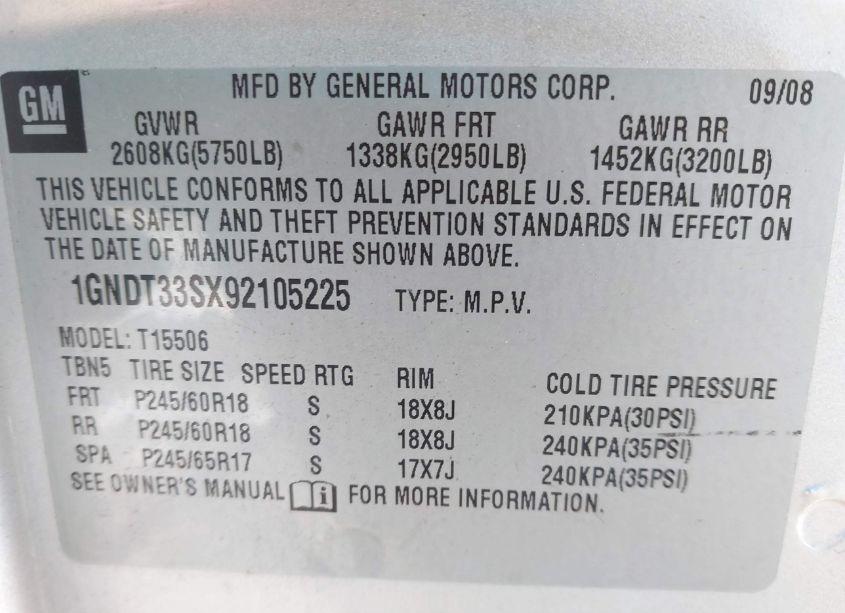 GM
MFD BY GENERAL MOTORS CORP. 09/08
GVWR GAWR FRT GAWR RR
2608KG(5750LB) 1338KG(2950LB) 1452KG(3200LB)
THIS VEHICLE CONFORMS TO ALL APPLICABLE U.S. FEDERAL MOTOR
VEHICLE SAFETY AND THEFT PREVENTION STANDARDS IN EFFECT ON
THE DATE OF MANUFACTURE SHOWN ABOVE.
1GNDT33SX92105225 TYPE: M.P.V.
MODEL: T15506
TBN5 TIRE SIZE SPEED RTG RIM COLD TIRE PRESSURE
FRT P245/60R18 S 18X8J 210KPA(30PSI)
RR P245/60R18 S 18X8J 240KPA(35PSI)
SPA P245/65R17 S 17X7J 240KPA(35PSI)
SEE OWNER'S MANUAL i FOR MORE INFORMATION.